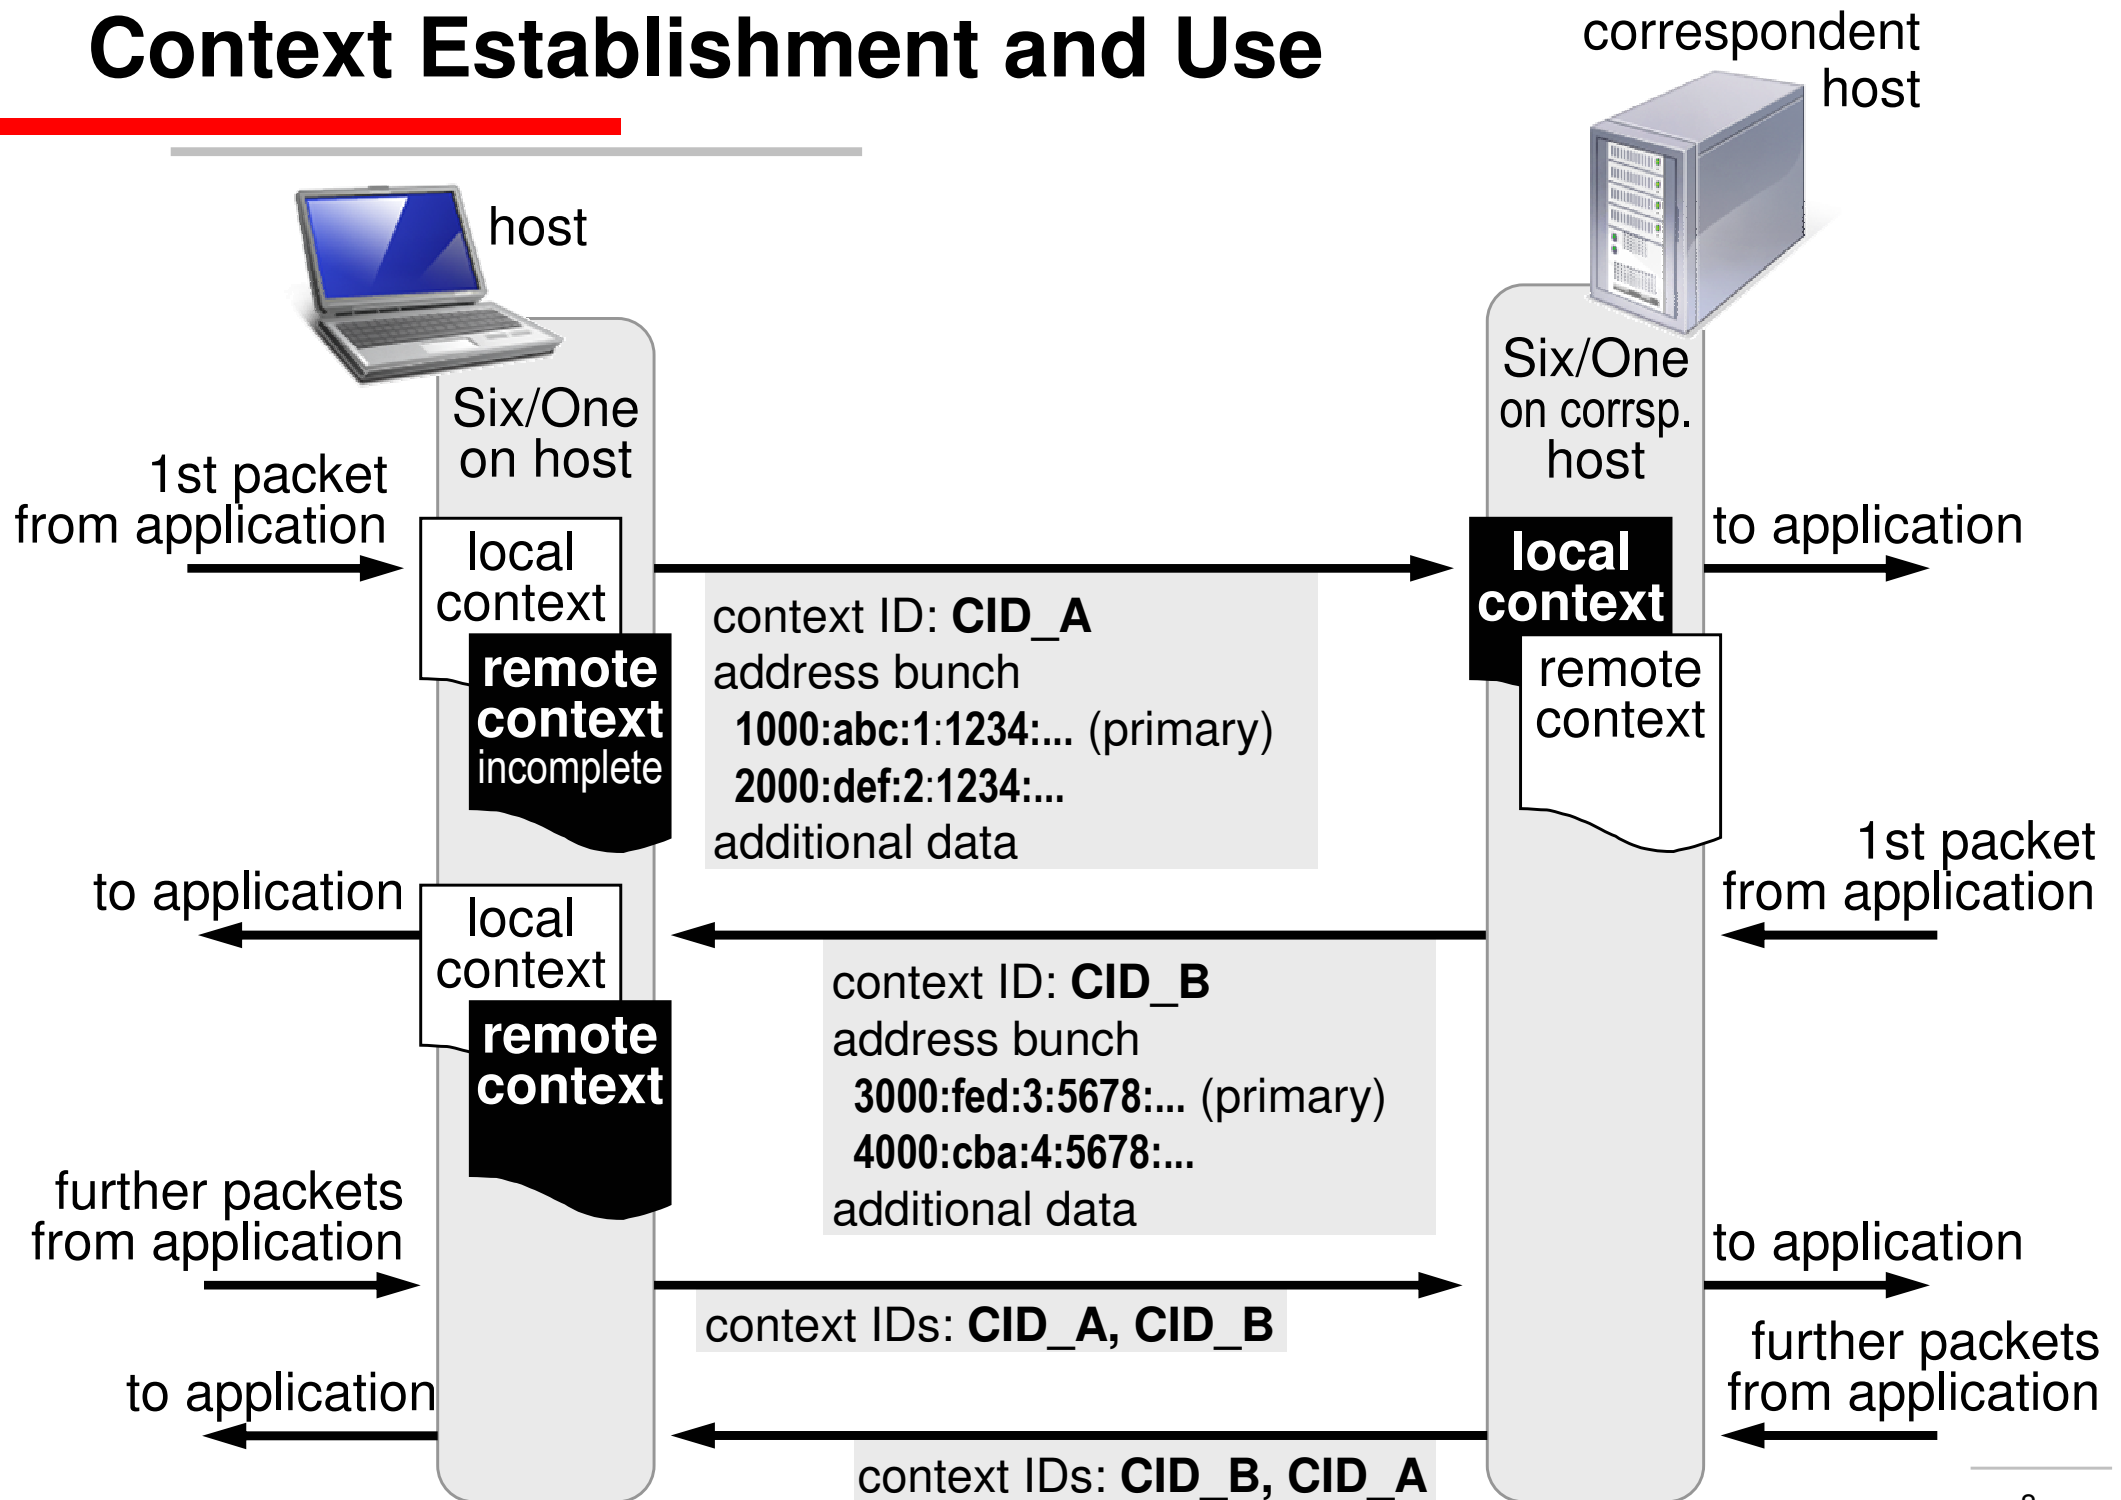 Context Establishment and Use
correspondent
host
host
Six/One
on host
Six/One
on corrsp.
host
1st packet
from application
local
context
remote
context
incomplete
context ID: CID_A
address bunch
1000:abc:1:1234:... (primary)
2000:def:2:1234:...
additional data
local
context
remote
context
to application
1st packet
from application
to application
local
context
remote
context
context ID: CID_B
address bunch
3000:fed:3:5678:... (primary)
4000:cba:4:5678:...
additional data
further packets
from application
context IDs: CID_A, CID_B
to application
further packets
from application
to application
context IDs: CID_B, CID_A